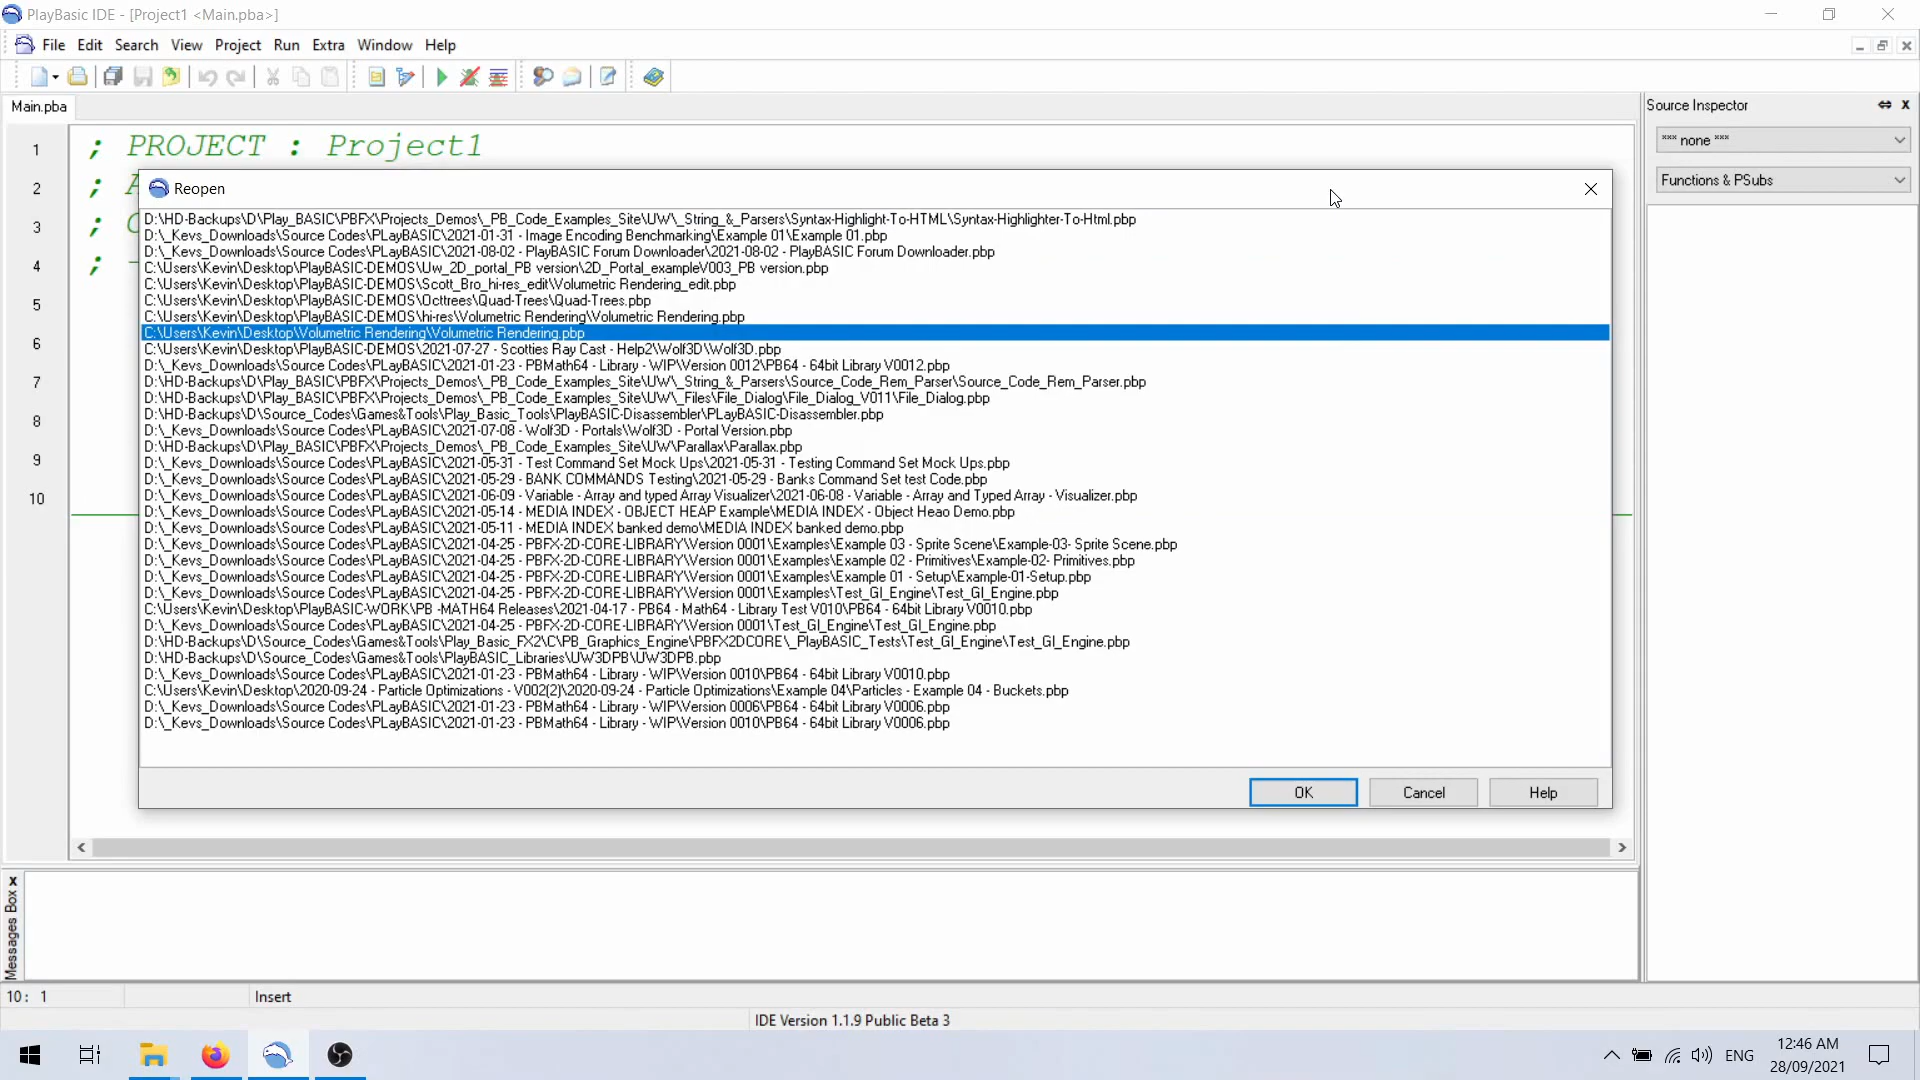 PlayBasic IDE - [Project1 <Main.pba>]
File Edit Search View Project Run Extra Window Help
Main.pba
Source Inspector
*** none ***
Functions & PSubs
1 ; PROJECT : Project1
2 ;
3 ;
4 ;
5
6
7
8
9
10
Reopen
D:\HD-Backups\D\Play_BASIC\PBFX\Projects_Demos\_PB_Code_Examples_Site\UW\_String_&_Parsers\Syntax-Highlight-To-HTML\Syntax-Highlighter-To-Html.pbp
D:\_Kevs_Downloads\Source Codes\PLayBASIC\2021-01-31 - Image Encoding Benchmarking\Example 01\Example 01.pbp
D:\_Kevs_Downloads\Source Codes\PLayBASIC\2021-08-02 - PlayBASIC Forum Downloader\2021-08-02 - PlayBASIC Forum Downloader.pbp
C:\Users\Kevin\Desktop\PlayBASIC-DEMOS\Uw_2D_portal_PB version\2D_Portal_exampleV003_PB version.pbp
C:\Users\Kevin\Desktop\PlayBASIC-DEMOS\Scott_Bro_hi-res_edit\Volumetric Rendering_edit.pbp
C:\Users\Kevin\Desktop\PlayBASIC-DEMOS\Octtrees\Quad-Trees\Quad-Trees.pbp
C:\Users\Kevin\Desktop\PlayBASIC-DEMOS\hi-res\Volumetric Rendering\Volumetric Rendering.pbp
C:\Users\Kevin\Desktop\Volumetric Rendering\Volumetric Rendering.pbp
C:\Users\Kevin\Desktop\PlayBASIC-DEMOS\2021-07-27 - Scotties Ray Cast - Help2\Wolf3D\Wolf3D.pbp
D:\_Kevs_Downloads\Source Codes\PLayBASIC\2021-01-23 - PBMath64 - Library - WIP\Version 0012\PB64 - 64bit Library V0012.pbp
D:\HD-Backups\D\Play_BASIC\PBFX\Projects_Demos\_PB_Code_Examples_Site\UW\_String_&_Parsers\Source_Code_Rem_Parser\Source_Code_Rem_Parser.pbp
D:\HD-Backups\D\Play_BASIC\PBFX\Projects_Demos\_PB_Code_Examples_Site\UW\_Files\File_Dialog\File_Dialog_V011\File_Dialog.pbp
D:\HD-Backups\D\Source_Codes\Games&Tools\Play_Basic_Tools\PlayBASIC-Disassembler\PLayBASIC-Disassembler.pbp
D:\_Kevs_Downloads\Source Codes\PLayBASIC\2021-07-08 - Wolf3D - Portals\Wolf3D - Portal Version.pbp
D:\HD-Backups\D\Play_BASIC\PBFX\Projects_Demos\_PB_Code_Examples_Site\UW\Parallax\Parallax.pbp
D:\_Kevs_Downloads\Source Codes\PLayBASIC\2021-05-31 - Test Command Set Mock Ups\2021-05-31 - Testing Command Set Mock Ups.pbp
D:\_Kevs_Downloads\Source Codes\PLayBASIC\2021-05-29 - BANK COMMANDS Testing\2021-05-29 - Banks Command Set test Code.pbp
D:\_Kevs_Downloads\Source Codes\PLayBASIC\2021-06-09 - Variable - Array and typed Array Visualizer\2021-06-08 - Variable - Array and Typed Array - Visualizer.pbp
D:\_Kevs_Downloads\Source Codes\PLayBASIC\2021-05-14 - MEDIA INDEX - OBJECT HEAP Example\MEDIA INDEX - Object Heao Demo.pbp
D:\_Kevs_Downloads\Source Codes\PLayBASIC\2021-05-11 - MEDIA INDEX banked demo\MEDIA INDEX banked demo.pbp
D:\_Kevs_Downloads\Source Codes\PLayBASIC\2021-04-25 - PBFX-2D-CORE-LIBRARY\Version 0001\Examples\Example 03 - Sprite Scene\Example-03- Sprite Scene.pbp
D:\_Kevs_Downloads\Source Codes\PLayBASIC\2021-04-25 - PBFX-2D-CORE-LIBRARY\Version 0001\Examples\Example 02 - Primitives\Example-02- Primitives.pbp
D:\_Kevs_Downloads\Source Codes\PLayBASIC\2021-04-25 - PBFX-2D-CORE-LIBRARY\Version 0001\Examples\Example 01 - Setup\Example-01-Setup.pbp
D:\_Kevs_Downloads\Source Codes\PLayBASIC\2021-04-25 - PBFX-2D-CORE-LIBRARY\Version 0001\Examples\Test_GI_Engine\Test_GI_Engine.pbp
C:\Users\Kevin\Desktop\PlayBASIC-WORK\PB -MATH64 Releases\2021-04-17 - PB64 - Math64 - Library Test V010\PB64 - 64bit Library V0010.pbp
D:\_Kevs_Downloads\Source Codes\PLayBASIC\2021-04-25 - PBFX-2D-CORE-LIBRARY\Version 0001\Test_GI_Engine\Test_GI_Engine.pbp
D:\HD-Backups\D\Source_Codes\Games&Tools\Play_Basic_FX2\C\PB_Graphics_Engine\PBFX2DCORE\_PlayBASIC_Tests\Test_GI_Engine\Test_GI_Engine.pbp
D:\HD-Backups\D\Source_Codes\Games&Tools\PlayBASIC_Libraries\UW3DPB\UW3DPB.pbp
D:\_Kevs_Downloads\Source Codes\PLayBASIC\2021-01-23 - PBMath64 - Library - WIP\Version 0010\PB64 - 64bit Library V0010.pbp
C:\Users\Kevin\Desktop\2020-09-24 - Particle Optimizations - V002(2)\2020-09-24 - Particle Optimizations\Example 04\Particles - Example 04 - Buckets.pbp
D:\_Kevs_Downloads\Source Codes\PLayBASIC\2021-01-23 - PBMath64 - Library - WIP\Version 0006\PB64 - 64bit Library V0006.pbp
D:\_Kevs_Downloads\Source Codes\PLayBASIC\2021-01-23 - PBMath64 - Library - WIP\Version 0010\PB64 - 64bit Library V0006.pbp
OK Cancel Help
Messages Box
10: 1 Insert
IDE Version 1.1.9 Public Beta 3
ENG
12:46 AM
28/09/2021